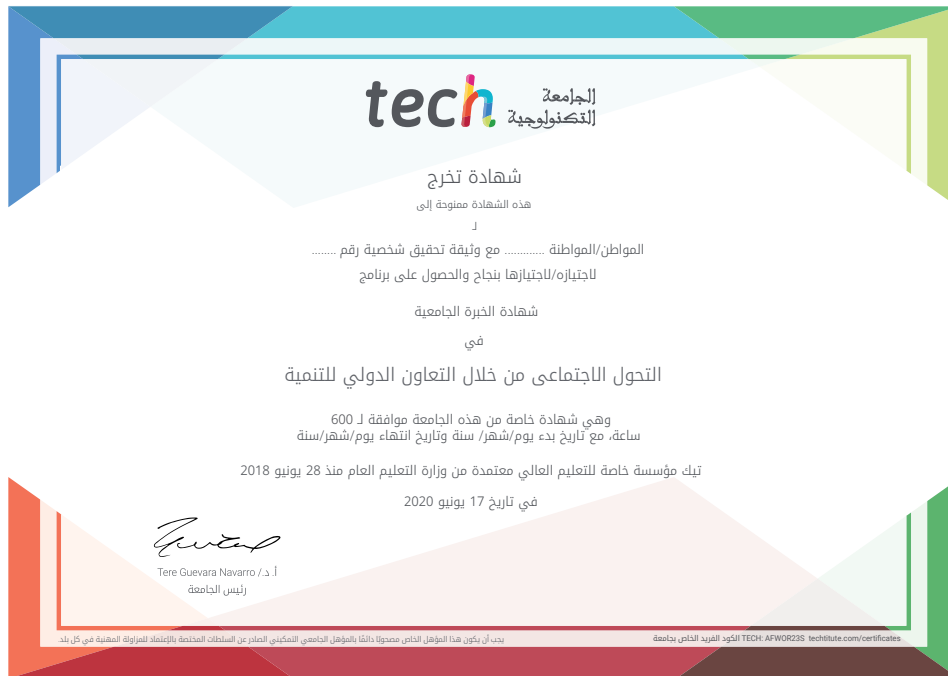 tech الجامعة
التكنولوجية
شهادة تخرج
هذه الشهادة ممنوحة إلى
لـ
المواطن/المواطنة ............. مع وثيقة تحقيق شخصية رقم ........
لاجتيازه/لاجتيازها بنجاح والحصول على برنامج
شهادة الخبرة الجامعية
في
التحول الاجتماعى من خلال التعاون الدولي للتنمية
وهي شهادة خاصة من هذه الجامعة موافقة لـ 600
ساعة، مع تاريخ بدء يوم/شهر/ سنة وتاريخ انتهاء يوم/شهر/سنة
تيك مؤسسة خاصة للتعليم العالي معتمدة من وزارة التعليم العام منذ 28 يونيو 2018
في تاريخ 17 يونيو 2020
أ. د./ Tere Guevara Navarro
رئيس الجامعة
يجب أن يكون هذا المؤهل الخاص مصحوبًا دائمًا بالمؤهل الجامعي التمكيني الصادر عن السلطات المختصة بالإعتماد للمزاولة المهنية في كل بلد.
الكود الفريد الخاص بجامعة TECH: AFWOR23S techtitute.com/certificates